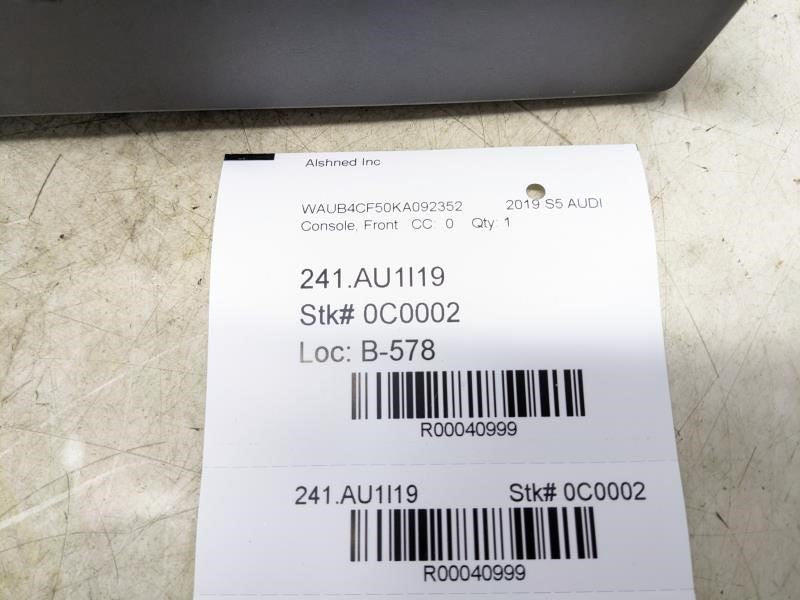 Alshned Inc
WAUB4CF50KA092352 2019 S5 AUDI
Console, Front CC: 0 Qty: 1
241.AU1I19
Stk# 0C0002
Loc: B-578
R00040999
241.AU1I19 Stk# 0C0002
R00040999